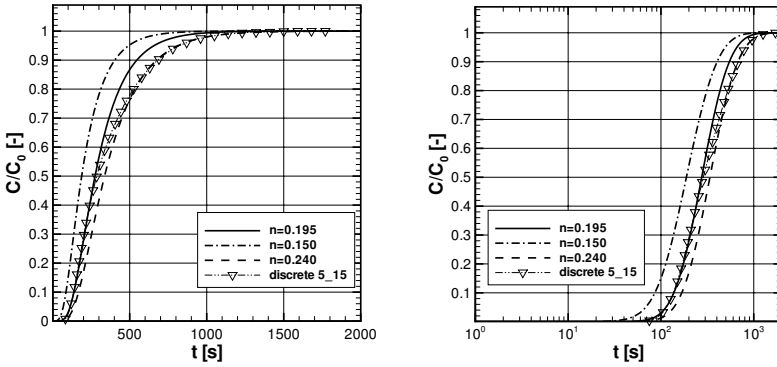 1
0.9
0.8
0.7
0.6
0.5
0.4
0.3
0.2
0.1
0
C/C0 [-]
500
1000
1500
2000
t [s]
n=0.195
n=0.150
n=0.240
discrete 5_15
1
0.9
0.8
0.7
0.6
0.5
0.4
0.3
0.2
0.1
C/C0 [-]
10^0
10^1
10^2
10^3
t [s]
n=0.195
n=0.150
n=0.240
discrete 5_15